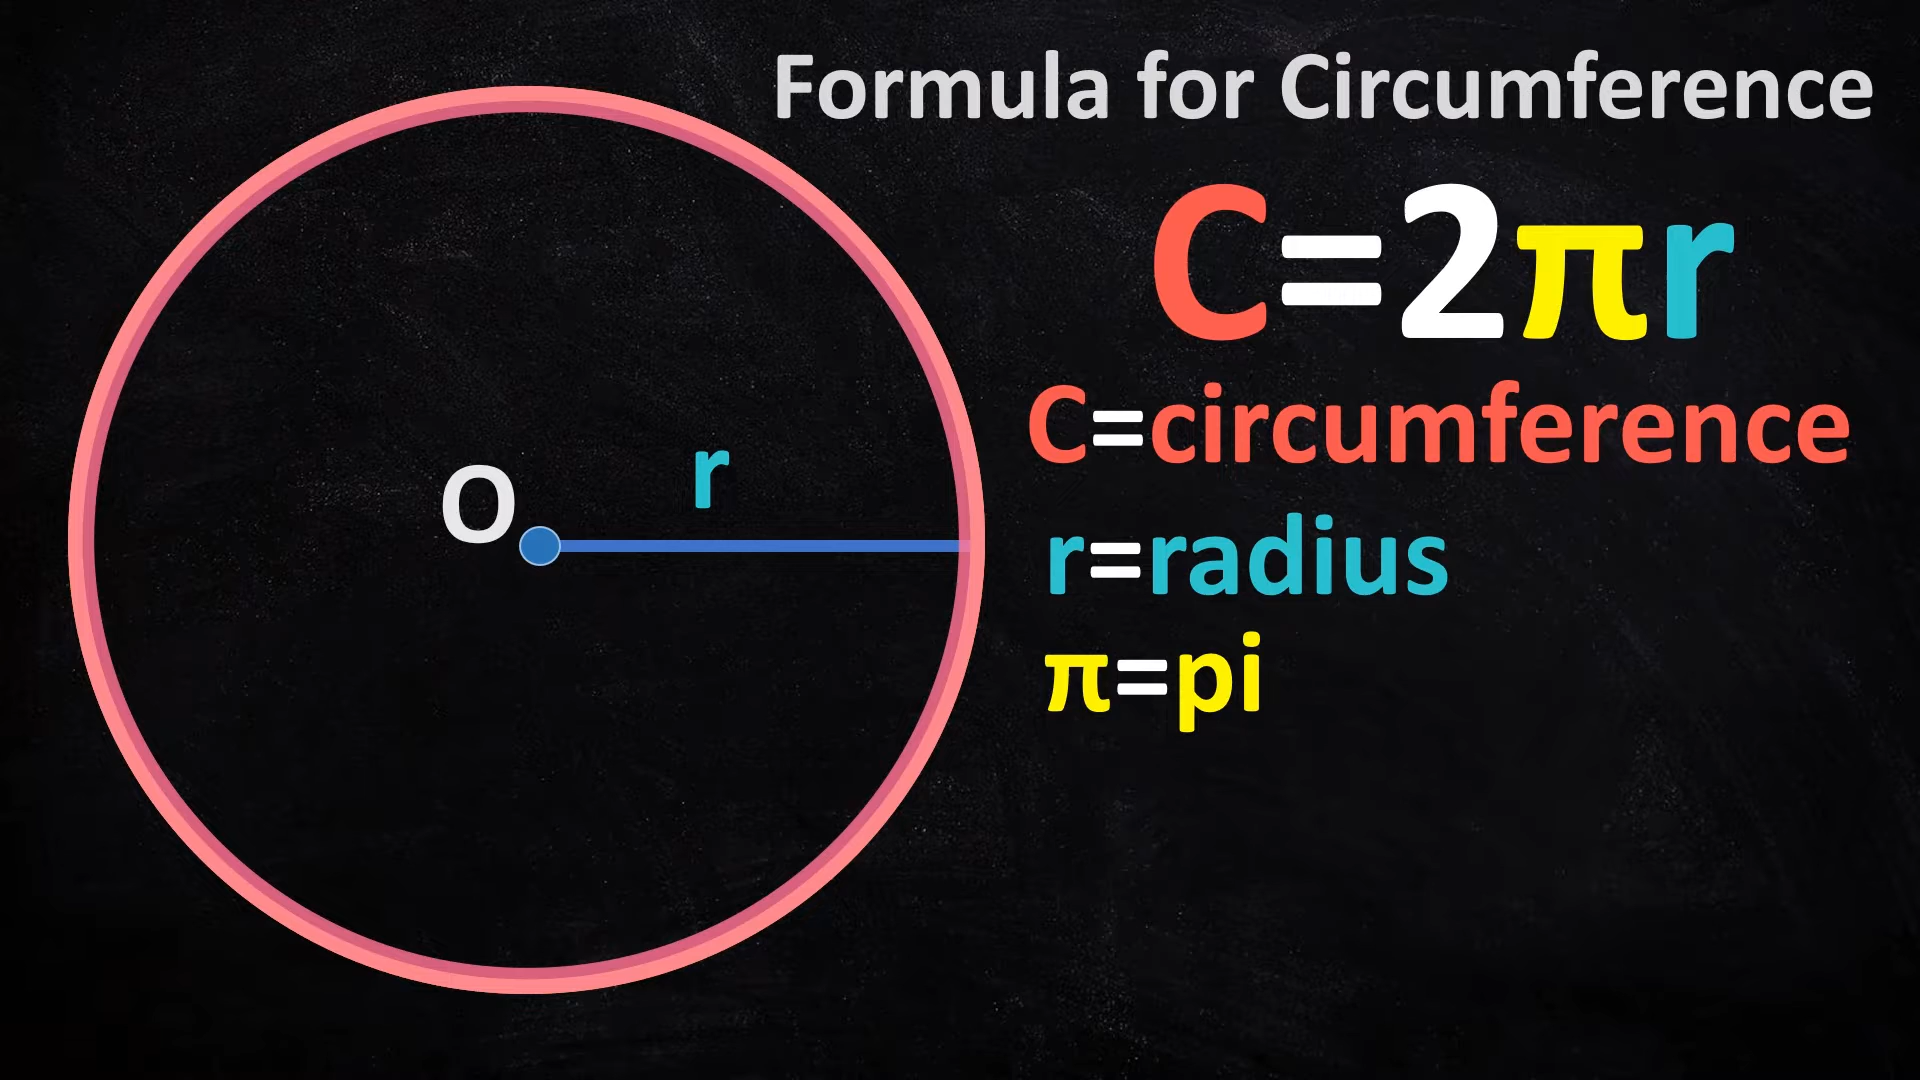 Formula for Circumference
C=2πr
C=circumference
r
O
r=radius
π=pi